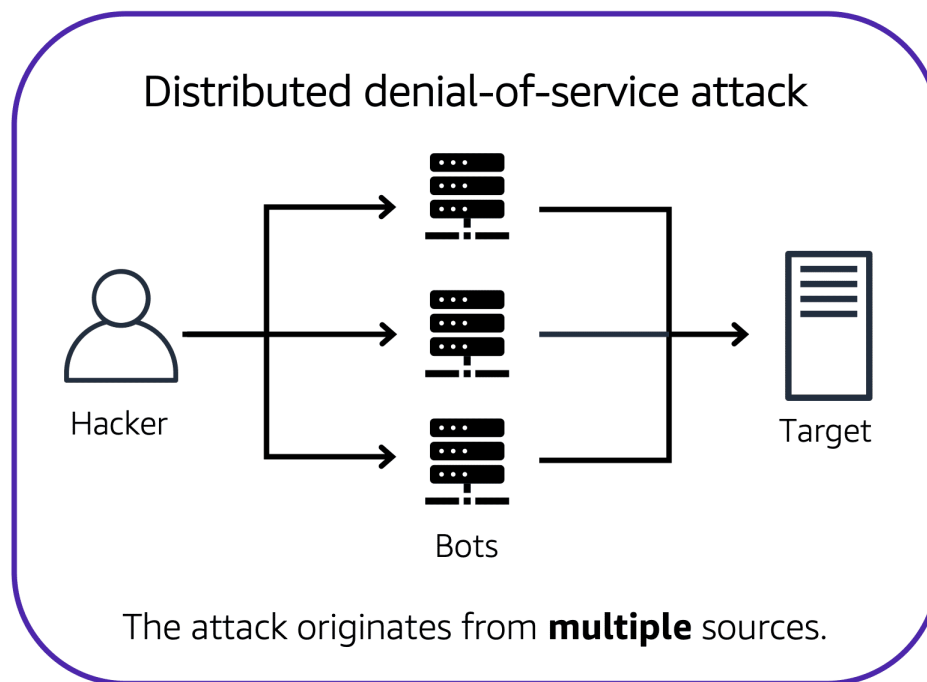 Distributed denial-of-service attack
Hacker
Target
Bots
The attack originates from multiple sources.